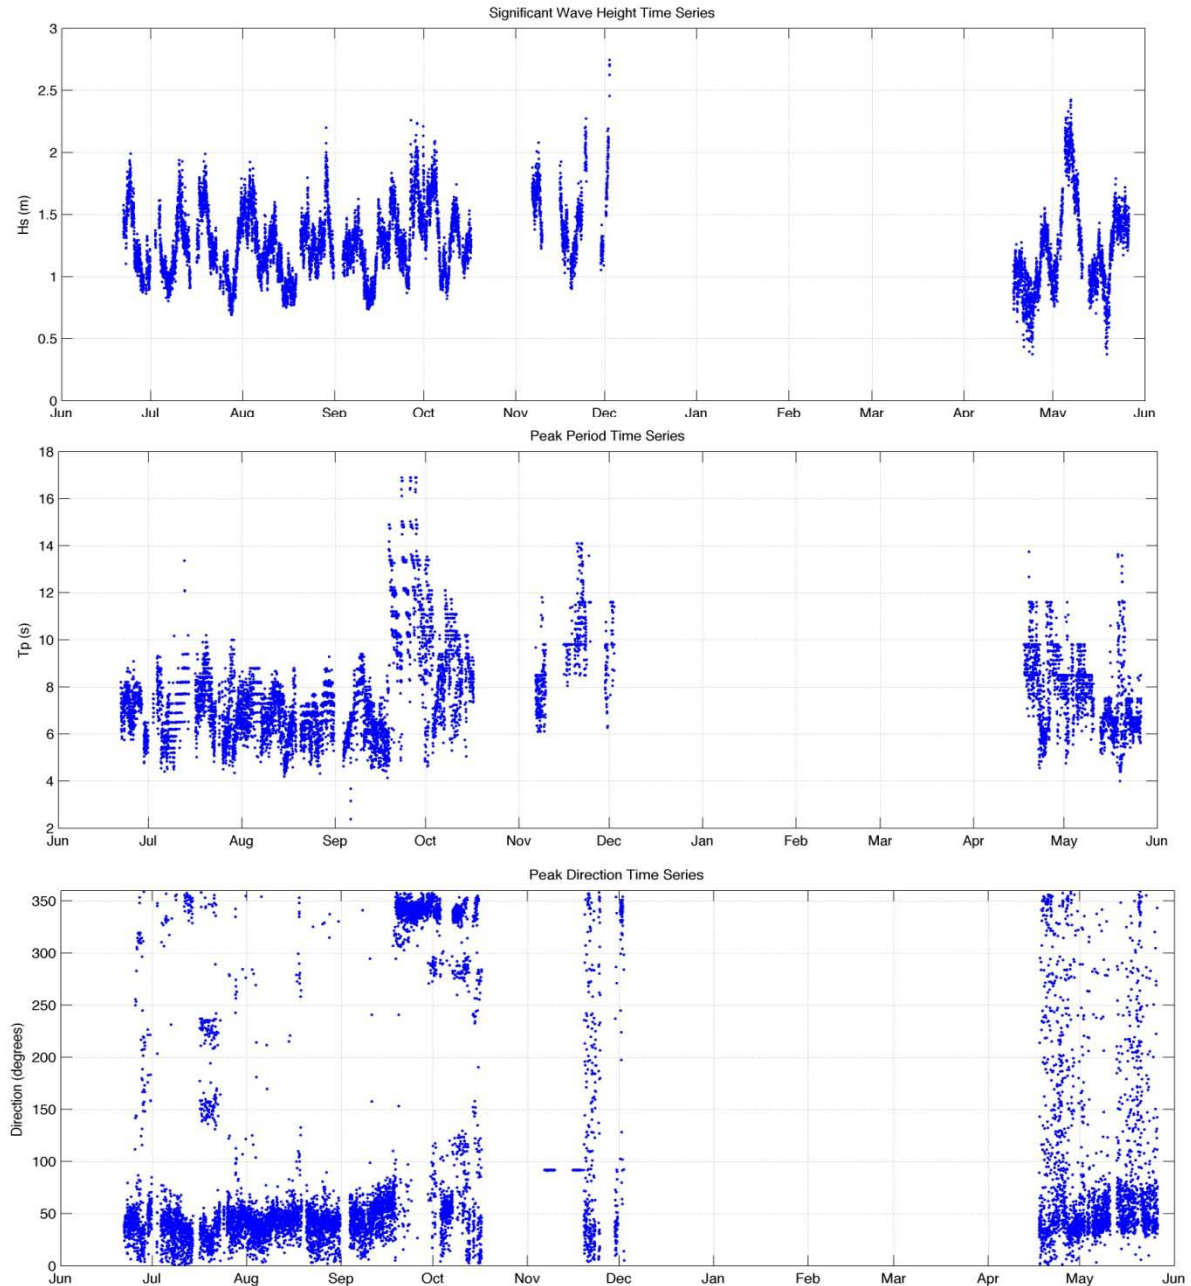 Significant Wave Height Time Series
3
2.5
2
1.5
1
0.5
0
Hs (m)
Jun Jul Aug Sep Oct Nov Dec Jan Feb Mar Apr May Jun
Peak Period Time Series
18
16
14
12
10
8
6
4
2
Tp (s)
Jun Jul Aug Sep Oct Nov Dec Jan Feb Mar Apr May Jun
Peak Direction Time Series
350
300
250
200
150
100
50
0
Direction (degrees)
Jun Jul Aug Sep Oct Nov Dec Jan Feb Mar Apr May Jun